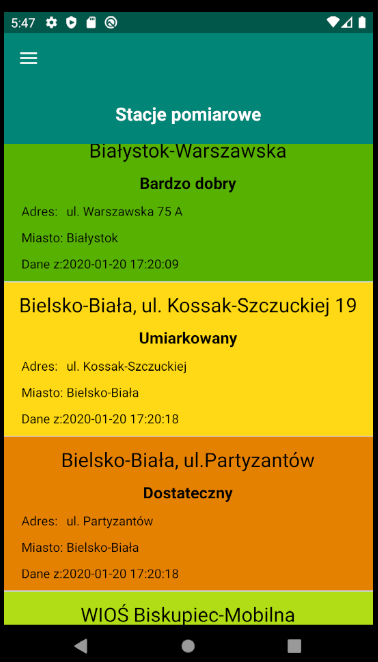 5:47
Stacje pomiarowe
Białystok-Warszawska
Bardzo dobry
Adres: ul. Warszawska 75 A
Miasto: Białystok
Dane z:2020-01-20 17:20:09
Bielsko-Biała, ul. Kossak-Szczuckiej 19
Umiarkowany
Adres: ul. Kossak-Szczuckiej
Miasto: Bielsko-Biała
Dane z:2020-01-20 17:20:18
Bielsko-Biała, ul.Partyzantów
Dostateczny
Adres: ul. Partyzantów
Miasto: Bielsko-Biała
Dane z:2020-01-20 17:20:18
WIOŚ Biskupiec-Mobilna